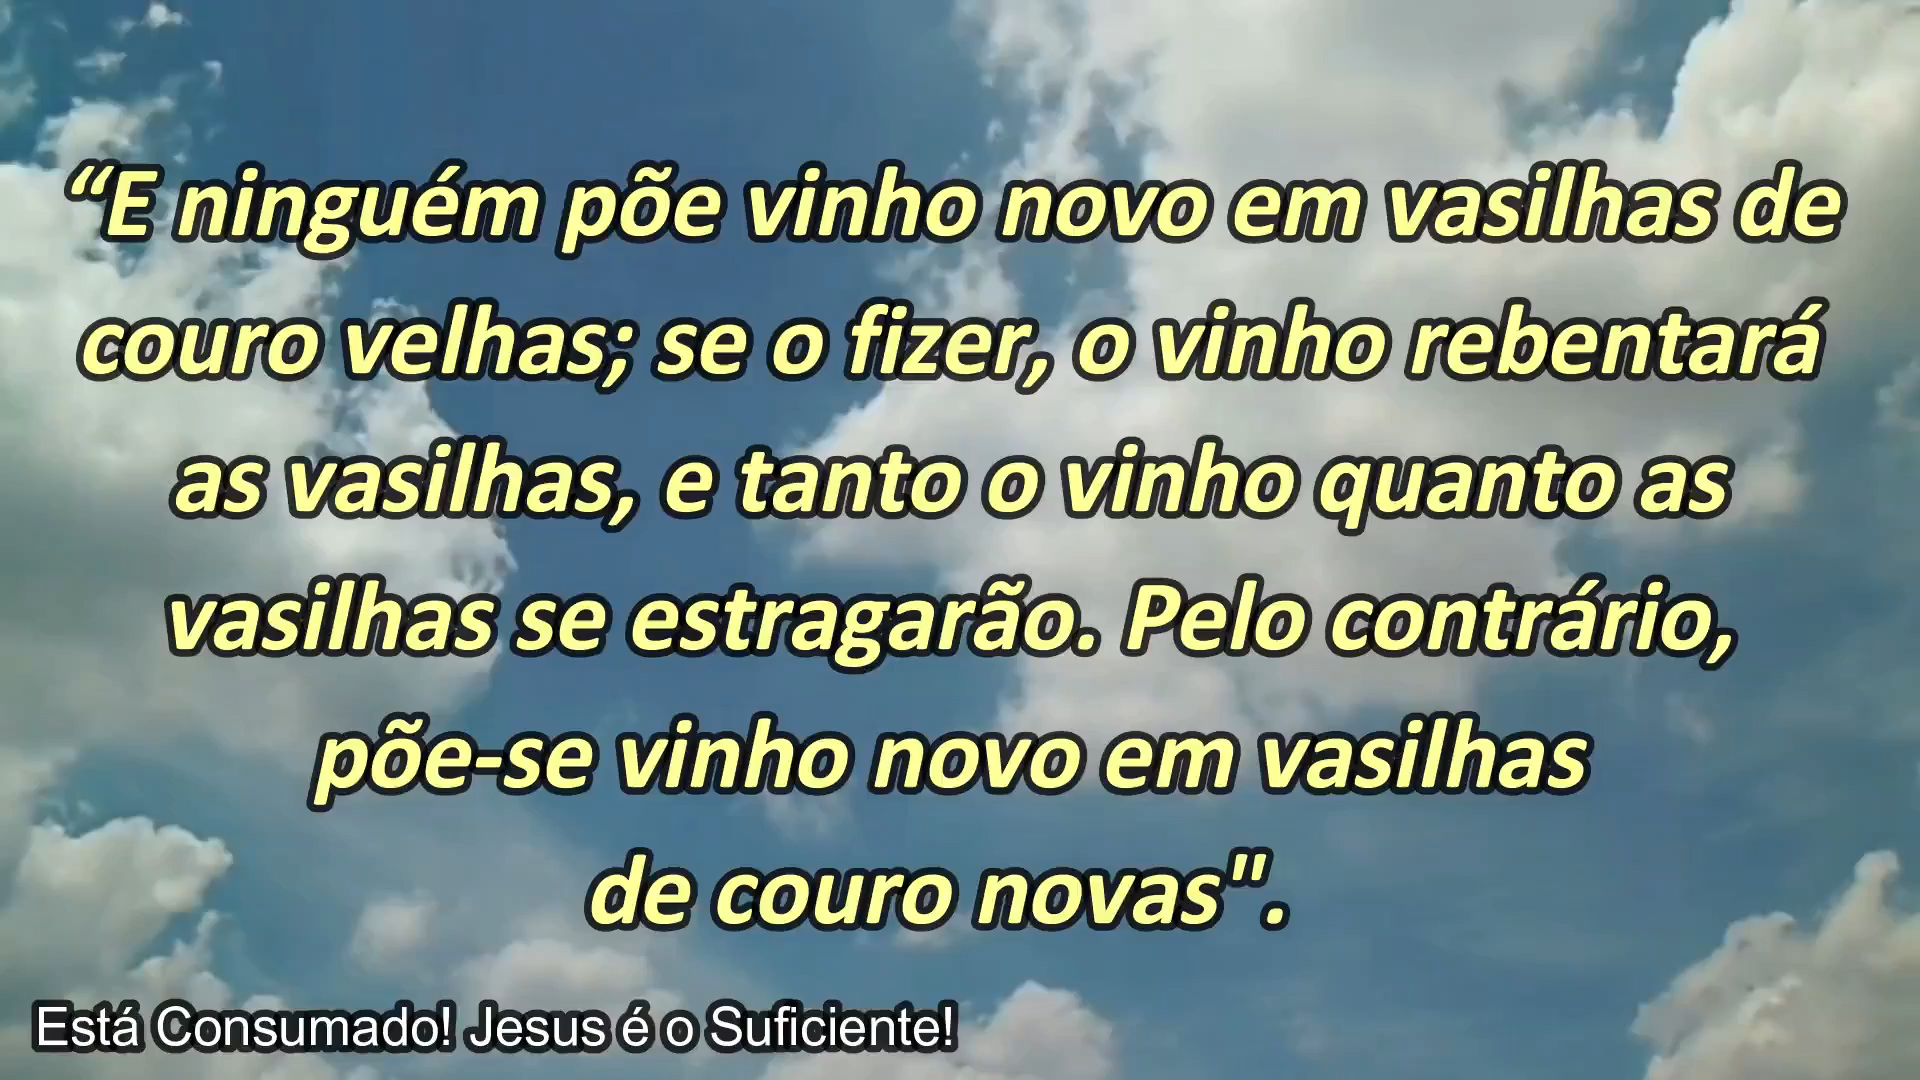 “E ninguém põe vinho novo em vasilhas de
couro velhas; se o fizer, o vinho rebentará
as vasilhas, e tanto o vinho quanto as
vasilhas se estragarão. Pelo contrário,
põe-se vinho novo em vasilhas
de couro novas".
Está Consumado! Jesus é o Suficiente!